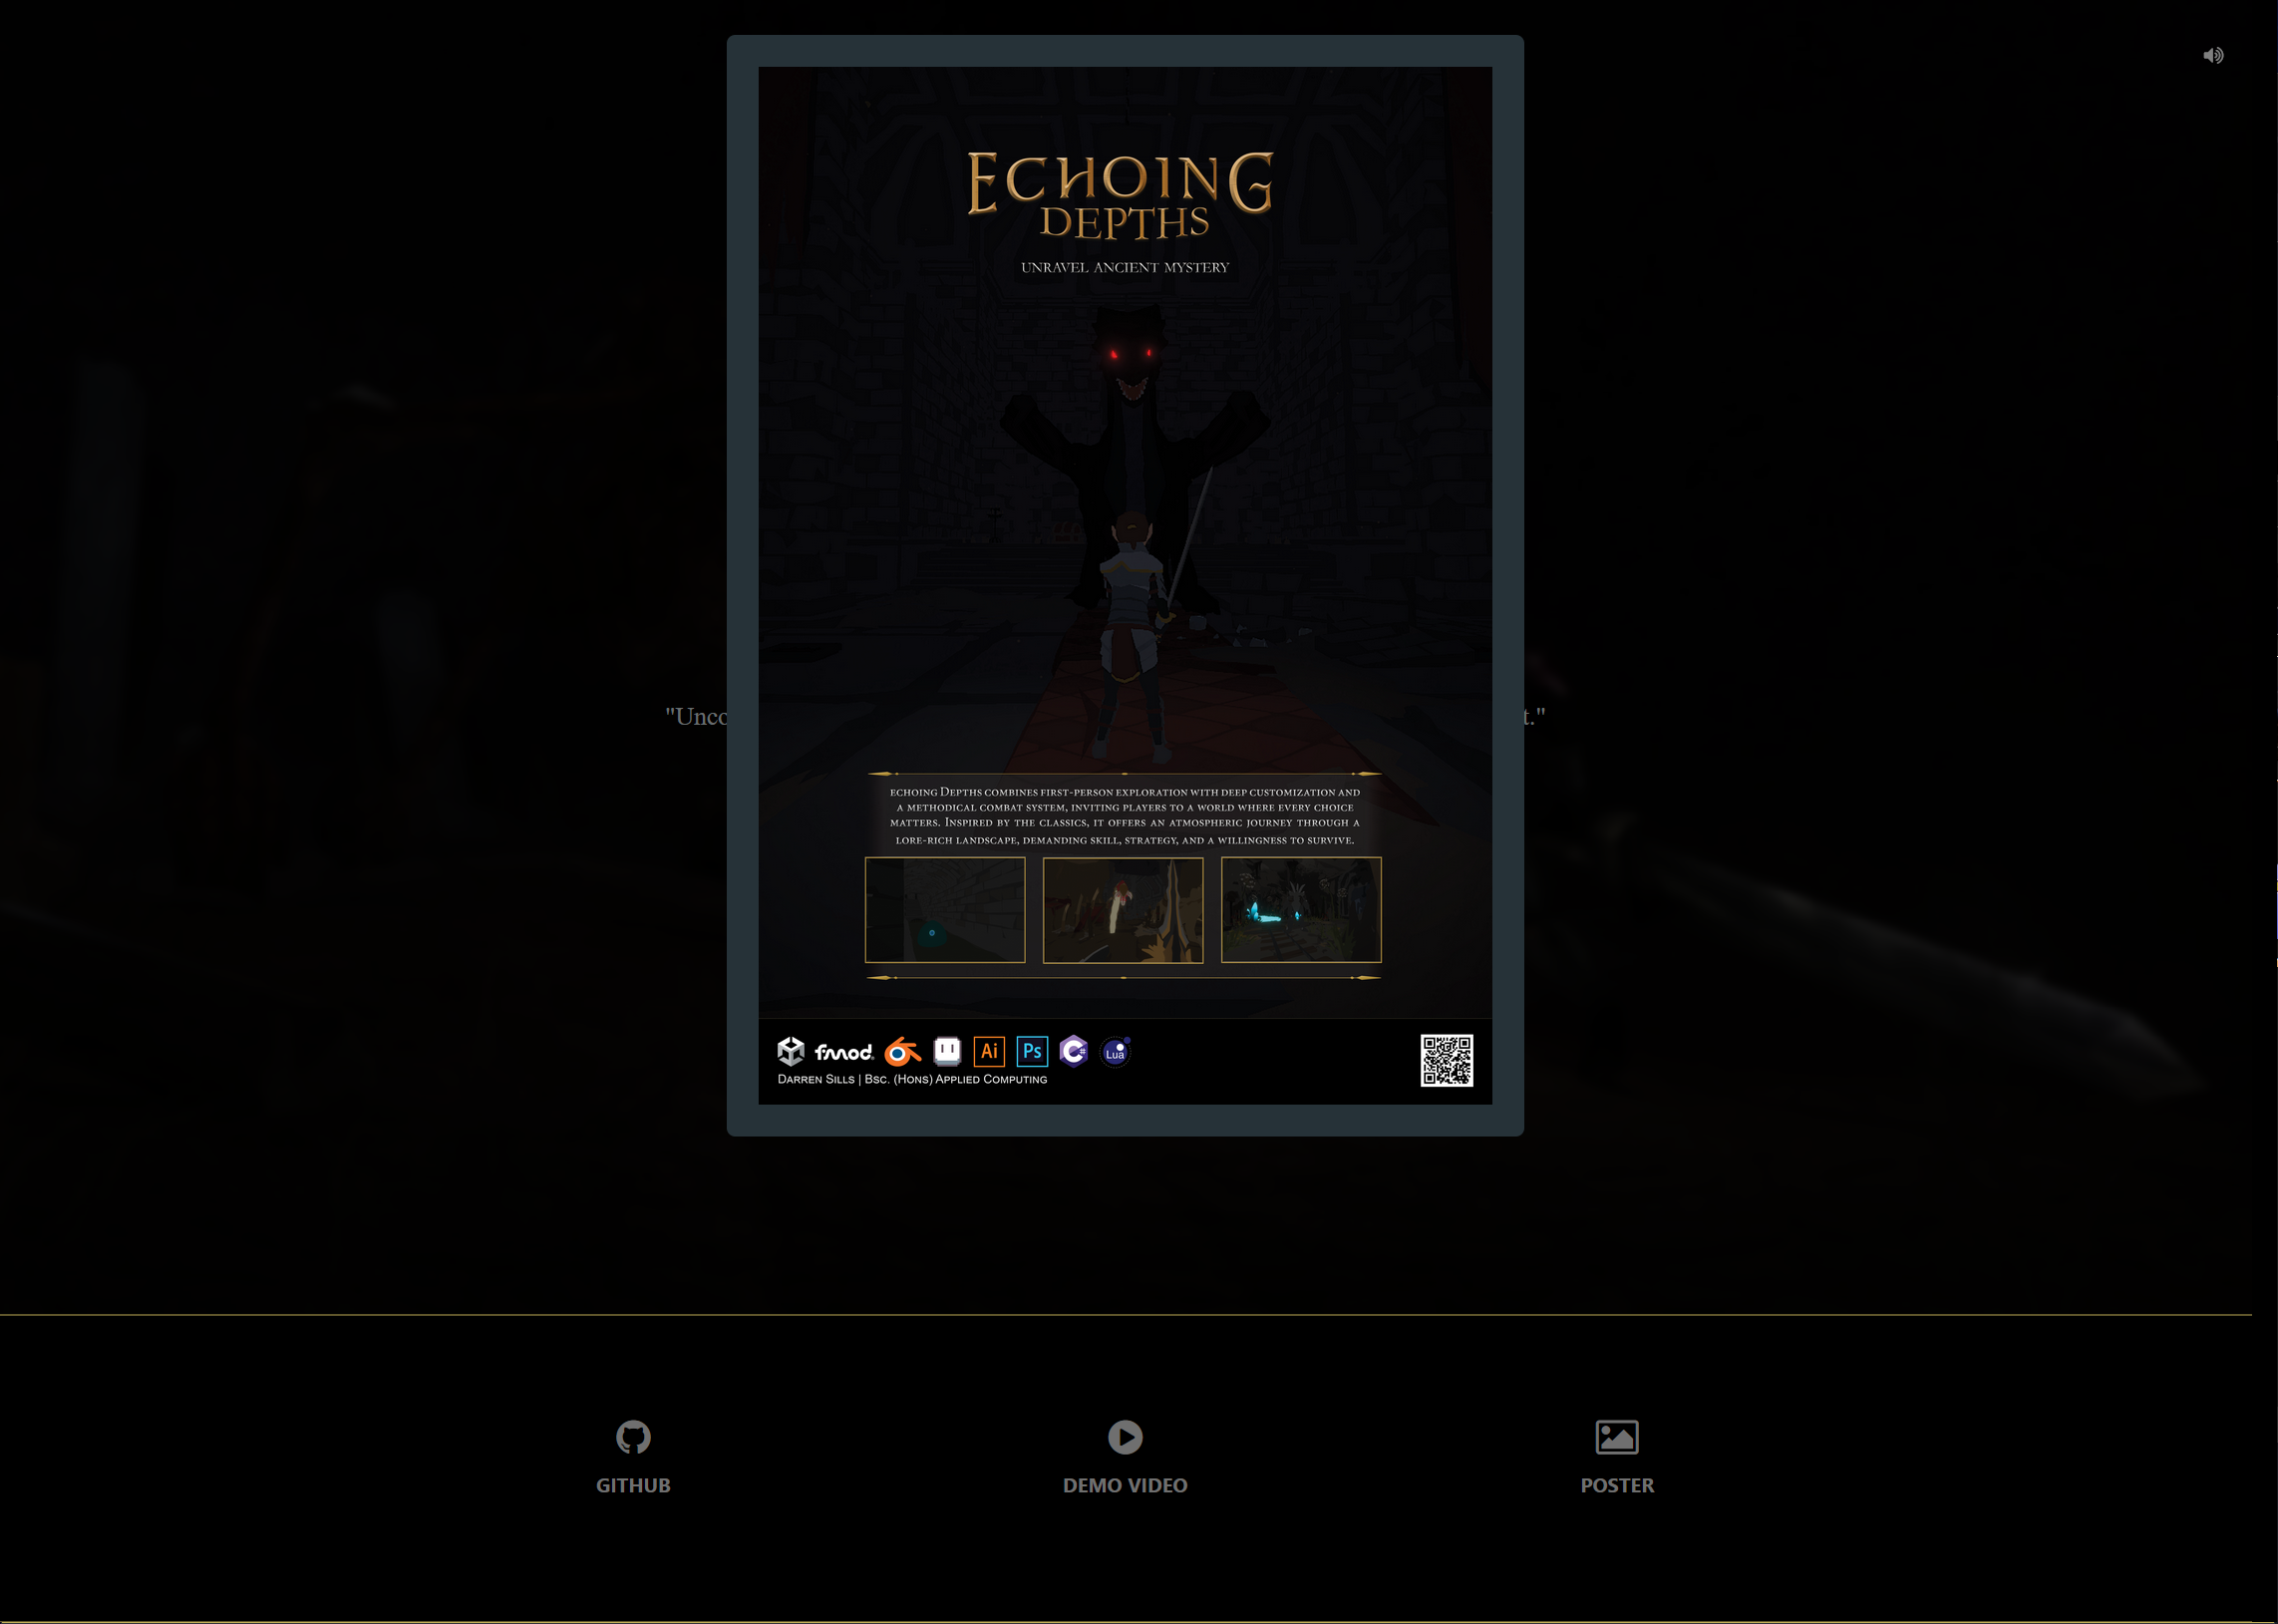 ECHOING
DEPTHS
UNRAVEL ANCIENT MYSTERY
"Unco
t."
ECHOING DEPTHS COMBINES FIRST-PERSON EXPLORATION WITH DEEP CUSTOMIZATION AND
A METHODICAL COMBAT SYSTEM, INVITING PLAYERS TO A WORLD WHERE EVERY CHOICE
MATTERS. INSPIRED BY THE CLASSICS, IT OFFERS AN ATMOSPHERIC JOURNEY THROUGH A
LORE-RICH LANDSCAPE, DEMANDING SKILL, STRATEGY, AND A WILLINGNESS TO SURVIVE.
fmod. Ai Ps C# Lua
DARREN SILLS | BSC. (HONS) APPLIED COMPUTING
GITHUB
DEMO VIDEO
POSTER